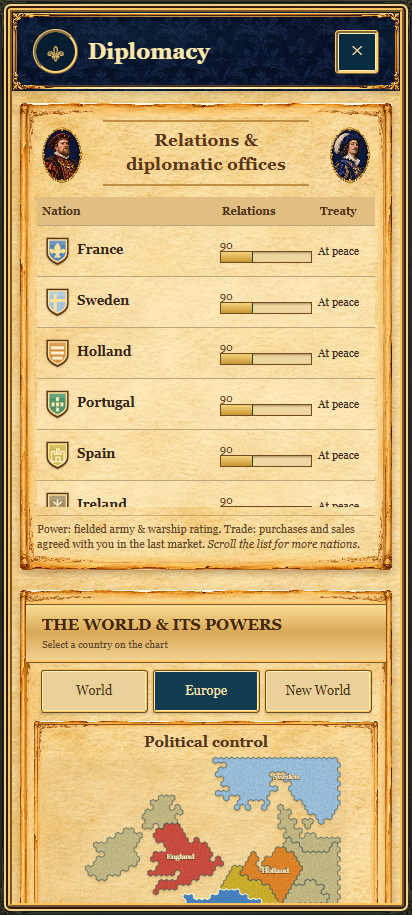 Diplomacy
×
Relations &
diplomatic offices
Nation Relations Treaty
France 90 At peace
Sweden 90 At peace
Holland 90 At peace
Portugal 90 At peace
Spain 90 At peace
Ireland 90 At peace
Power: fielded army & warship rating. Trade: purchases and sales
agreed with you in the last market. Scroll the list for more nations.
THE WORLD & ITS POWERS
Select a country on the chart
World Europe New World
Political control
Sweden
England
Holland